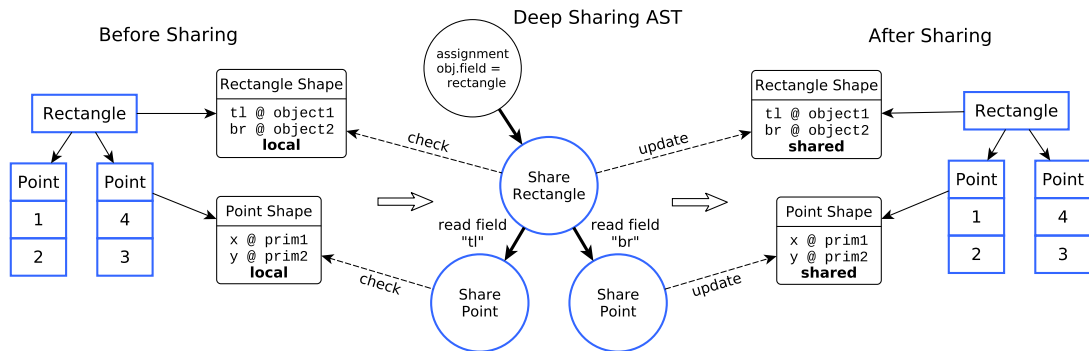 Deep Sharing AST
Before Sharing
Rectangle
Point
1
2
Point
4
3
Rectangle Shape
tl @ object1
br @ object2
local
Point Shape
x @ prim1
y @ prim2
local
assignment
obj.field =
rectangle
check
Share
Rectangle
update
read field
"tl"
read field
"br"
check
Share
Point
Share
Point
update
After Sharing
Rectangle Shape
tl @ object1
br @ object2
shared
Point Shape
x @ prim1
y @ prim2
shared
Rectangle
Point
1
2
Point
4
3